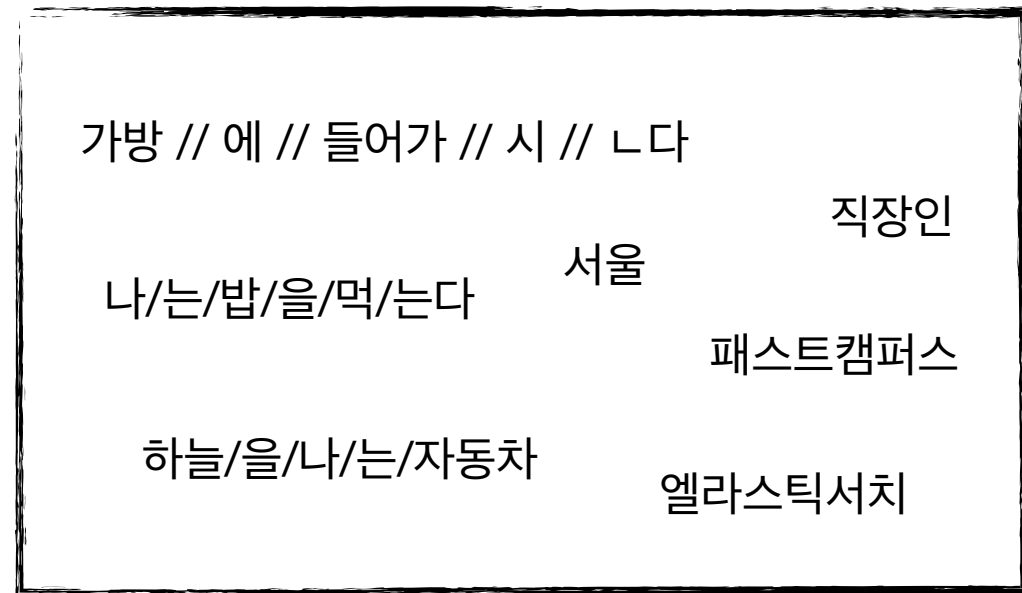 가방 // 에 // 들어가 // 시 // ㄴ다
직장인
서울
나/는/밥/을/먹/는다
패스트캠퍼스
하늘/을/나/는/자동차
엘라스틱서치